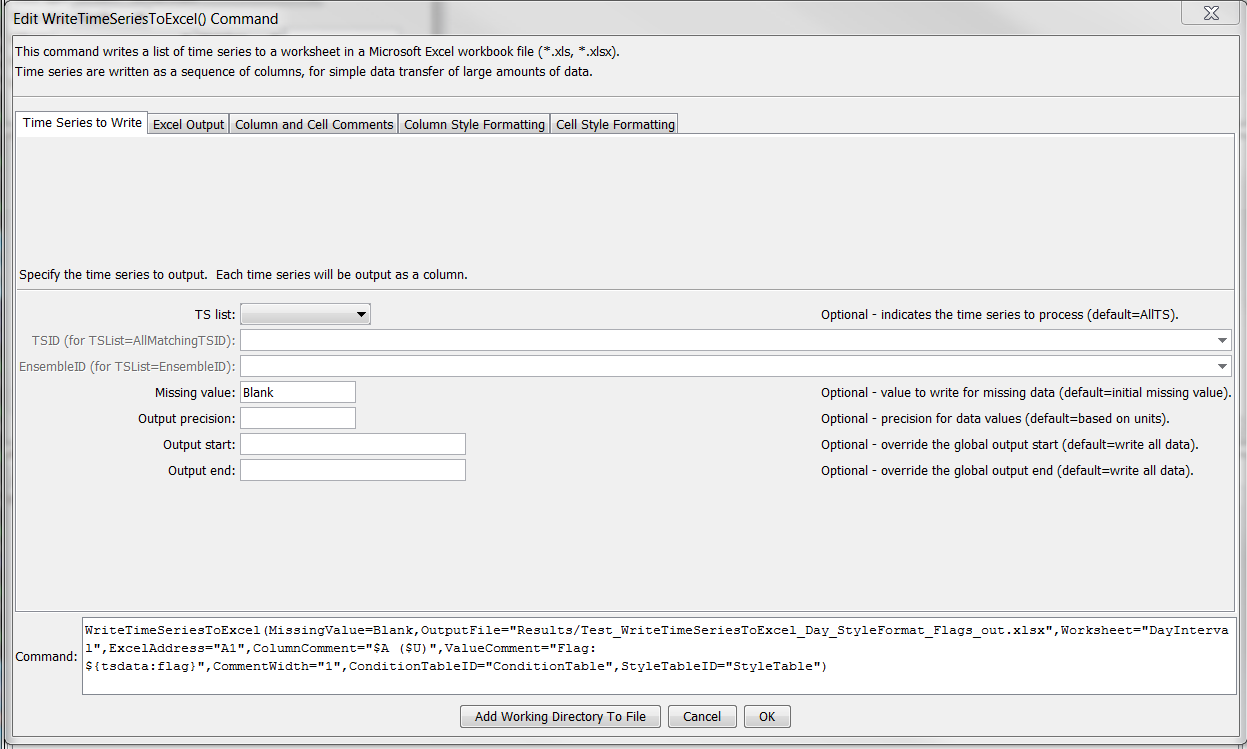 Edit WriteTimeSeriesToExcel() Command
This command writes a list of time series to a worksheet in a Microsoft Excel workbook file (*.xls, *.xlsx).
Time series are written as a sequence of columns, for simple data transfer of large amounts of data.
Time Series to Write Excel Output Column and Cell Comments Column Style Formatting Cell Style Formatting
Specify the time series to output.  Each time series will be output as a column.
TS list: Optional - indicates the time series to process (default=AllTS).
TSID (for TSList=AllMatchingTSID):
EnsembleID (for TSList=EnsembleID):
Missing value: Blank Optional - value to write for missing data (default=initial missing value).
Output precision: Optional - precision for data values (default=based on units).
Output start: Optional - override the global output start (default=write all data).
Output end: Optional - override the global output end (default=write all data).
WriteTimeSeriesToExcel(MissingValue=Blank,OutputFile="Results/Test_WriteTimeSeriesToExcel_Day_StyleFormat_Flags_out.xlsx",Worksheet="DayInterva
l",ExcelAddress="A1",ColumnComment="$A ($U)",ValueComment="Flag:
Command: ${tsdata:flag}",CommentWidth="1",ConditionTableID="ConditionTable",StyleTableID="StyleTable")
Add Working Directory To File Cancel OK